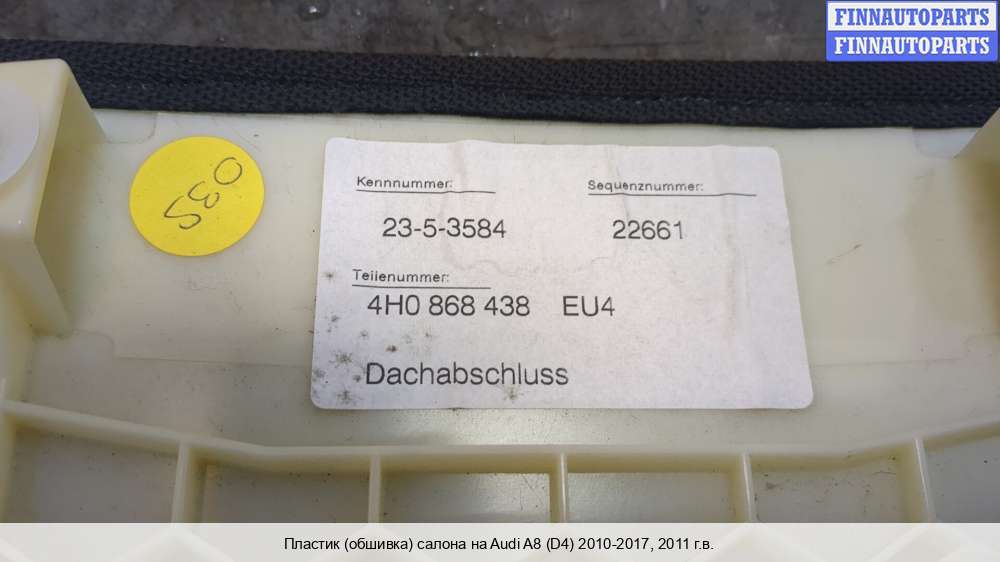 FINNAUTOPARTS
FINNAUTOPARTS
Kennnummer:
Sequenznummer:
23-5-3584
22661
Teilenummer:
4H0 868 438 EU4
Dachabschluss
Пластик (обшивка) салона на Audi A8 (D4) 2010-2017, 2011 г.в.